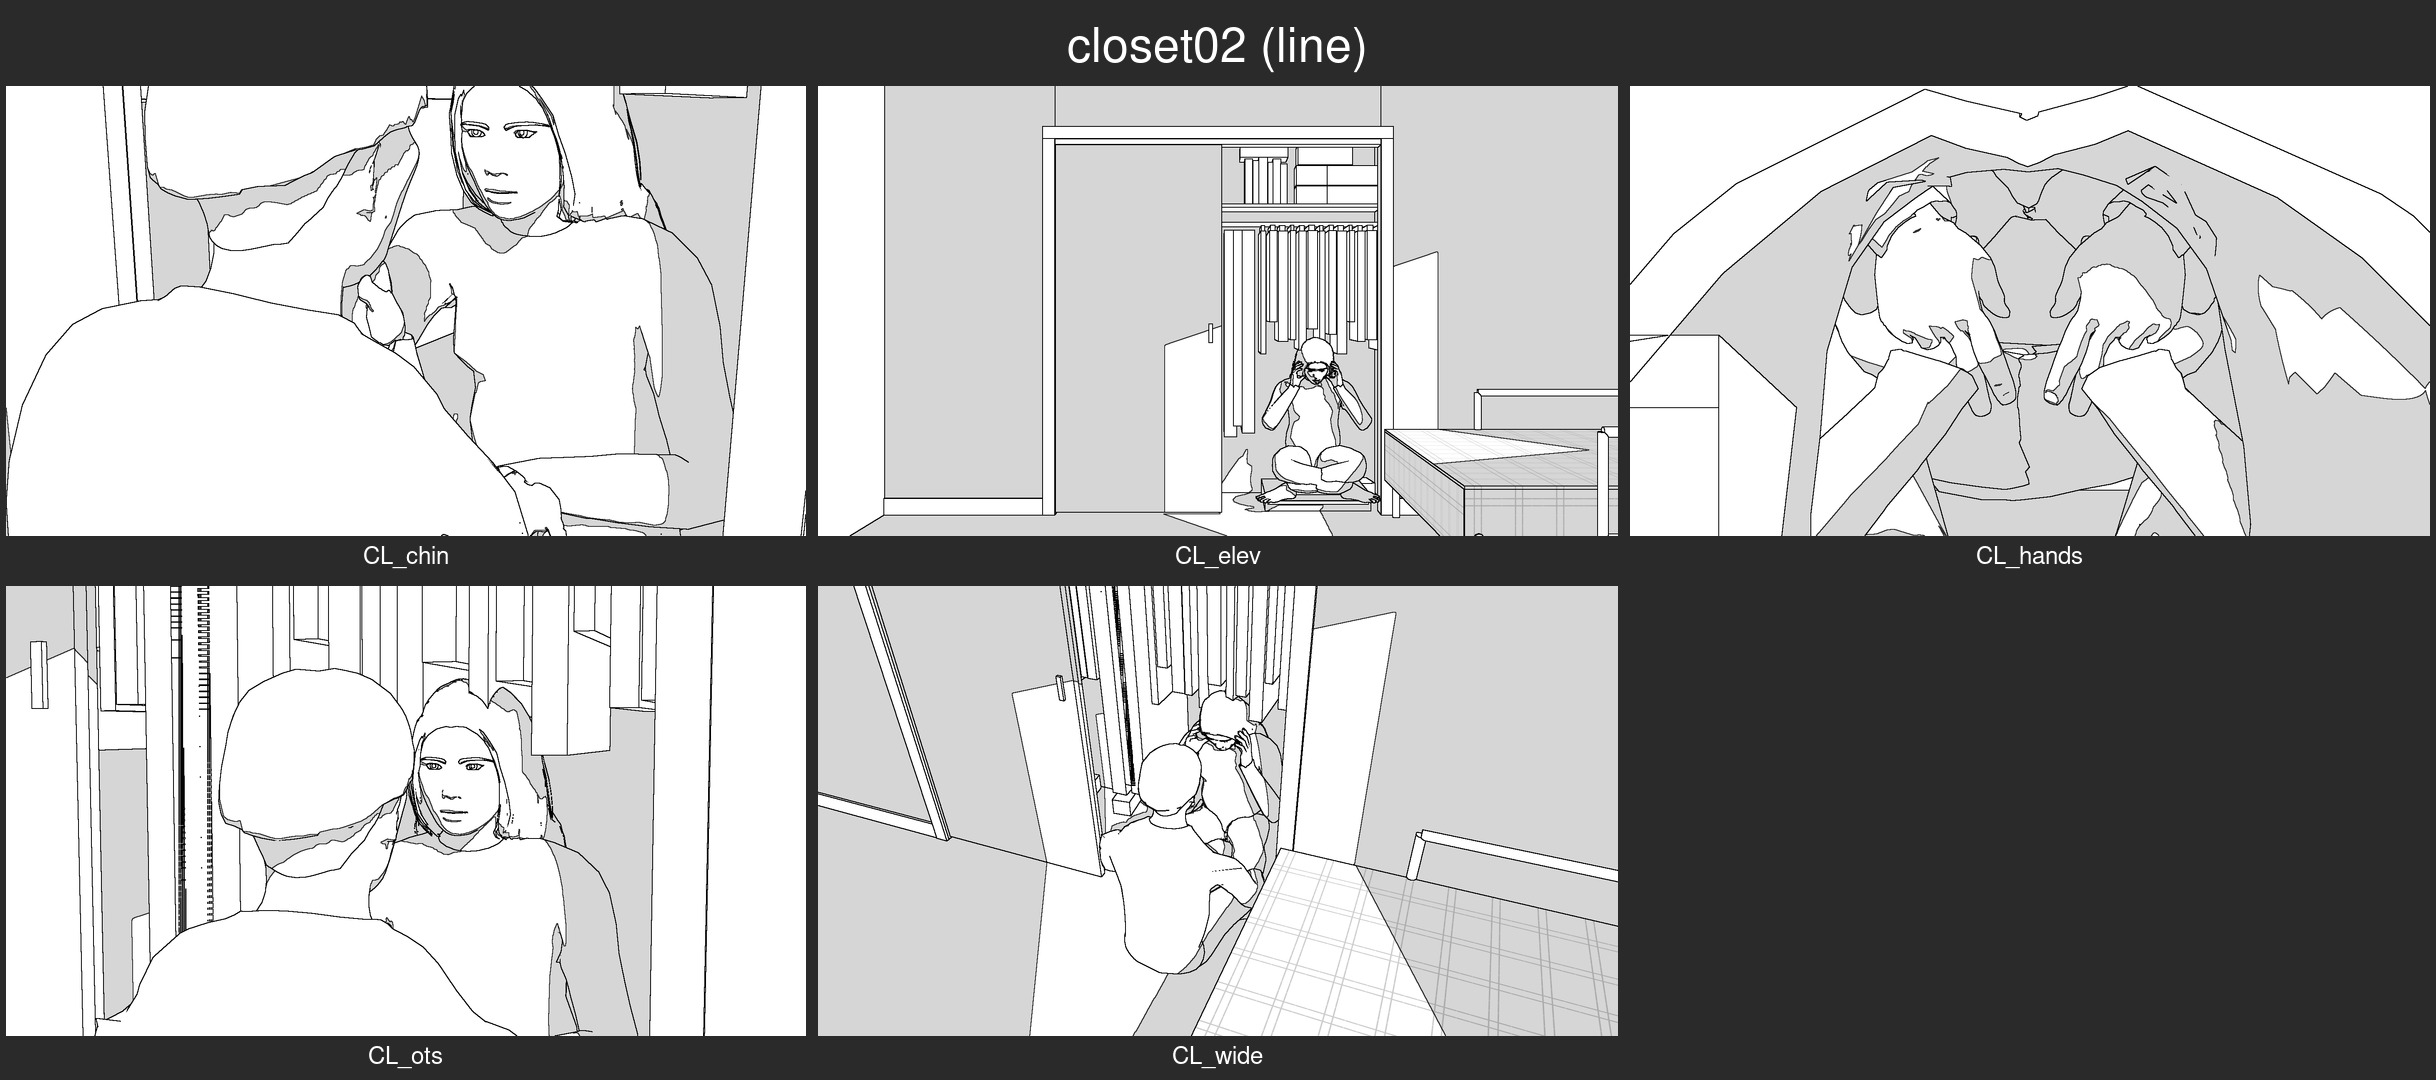 closet02 (line)
CL_chin
CL_elev
CL_hands
CL_ots
CL_wide